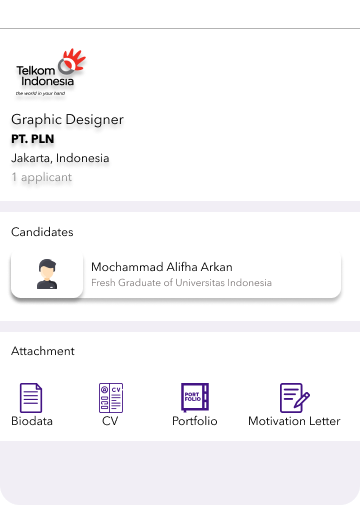 Telkom
Indonesia
the world in your hand
Graphic Designer
PT. PLN
Jakarta, Indonesia
1 applicant
Candidates
Mochammad Alifha Arkan
Fresh Graduate of Universitas Indonesia
Attachment
PORT
FOLIO
Biodata CV Portfolio Motivation Letter